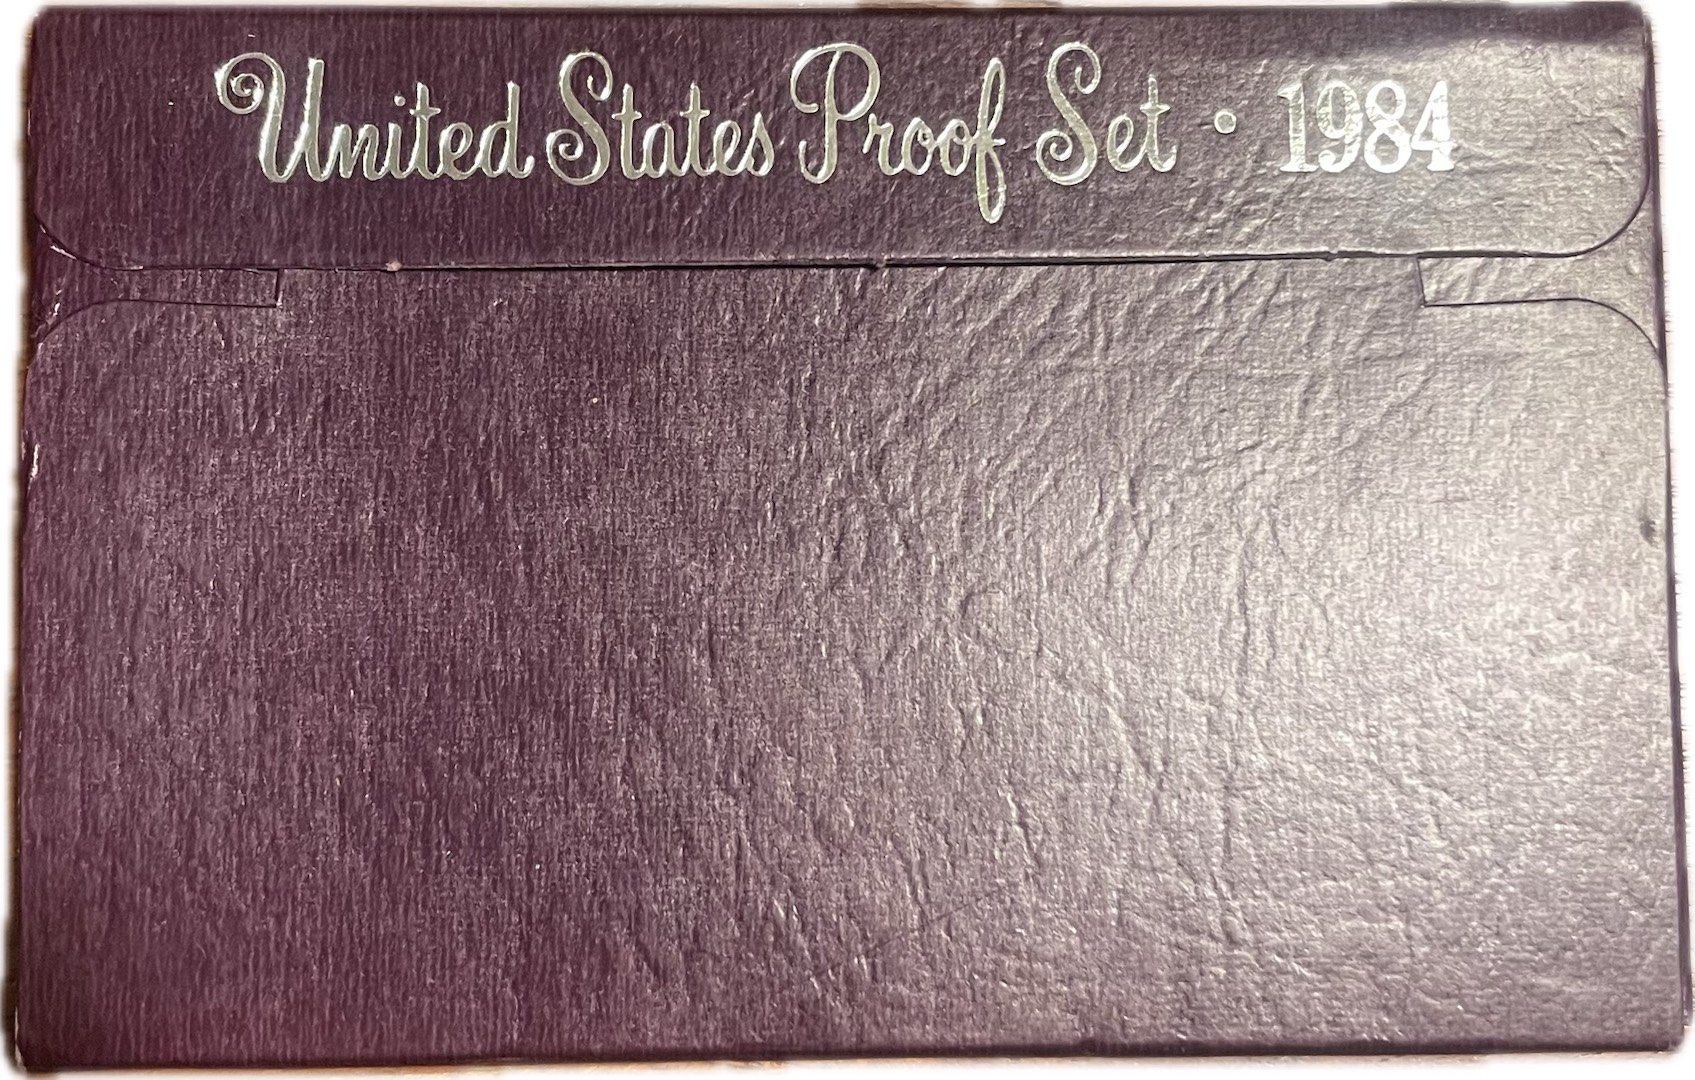 United States Proof Set • 1984